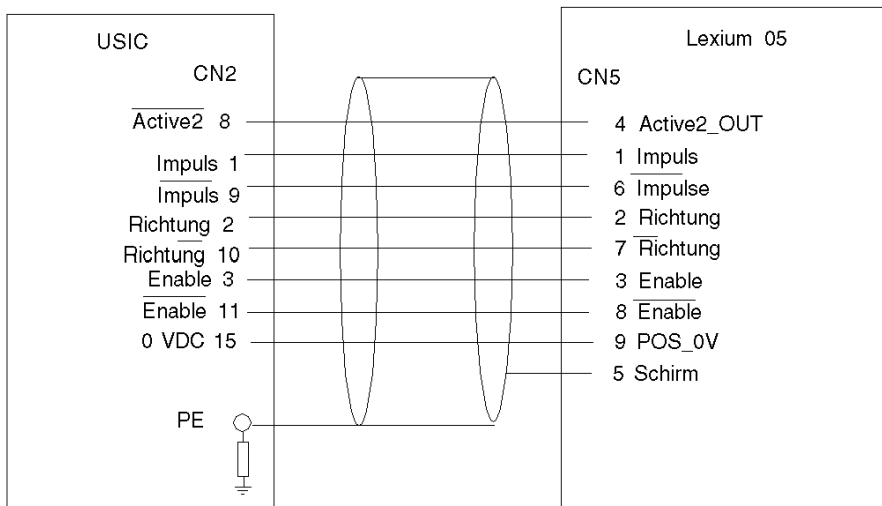 USIC
Lexium 05
CN2
CN5
Active2 8
4 Active2_OUT
Impuls 1
1 Impuls
Impuls 9
6 Impulse
Richtung 2
2 Richtung
Richtung 10
7 Richtung
Enable 3
3 Enable
Enable 11
8 Enable
0 VDC 15
9 POS_0V
5 Schirm
PE